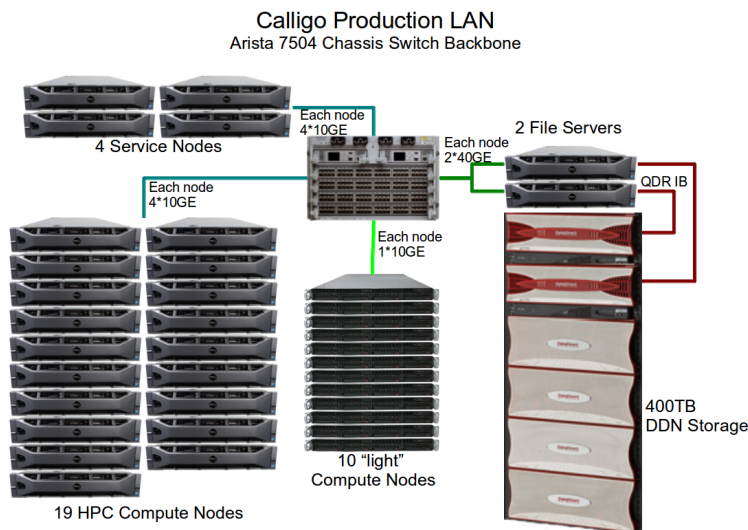 Calligo Production LAN
Arista 7504 Chassis Switch Backbone
Each node
4*10GE
4 Service Nodes
Each node
2*40GE
2 File Servers
QDR IB
Each node
4*10GE
Each node
1*10GE
400TB
DDN Storage
10 “light”
Compute Nodes
19 HPC Compute Nodes